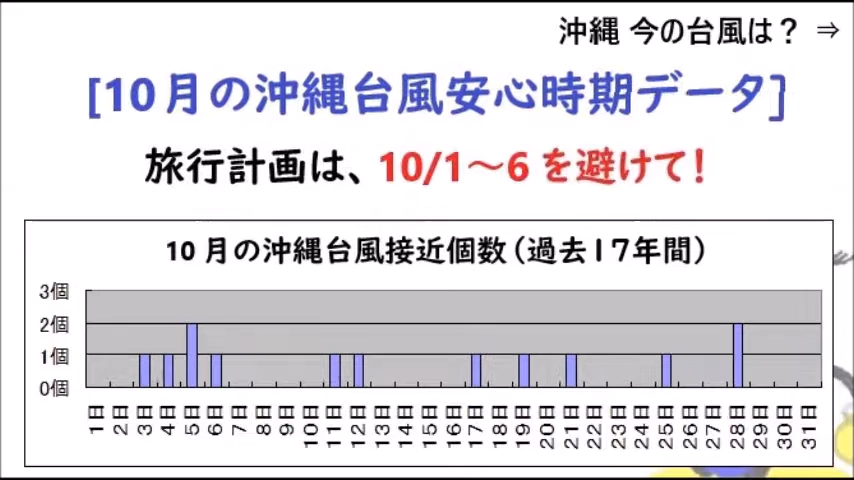 沖縄 今の台風は？ ⇒
[10月の沖縄台風安心時期データ]
旅行計画は、10/1～6を避けて！
10月の沖縄台風接近個数（過去17年間）
3個
2個
1個
0個
1日 2日 3日 4日 5日 6日 7日 8日 9日 10日 11日 12日 13日 14日 15日 16日 17日 18日 19日 20日 21日 22日 23日 24日 25日 26日 27日 28日 29日 30日 31日